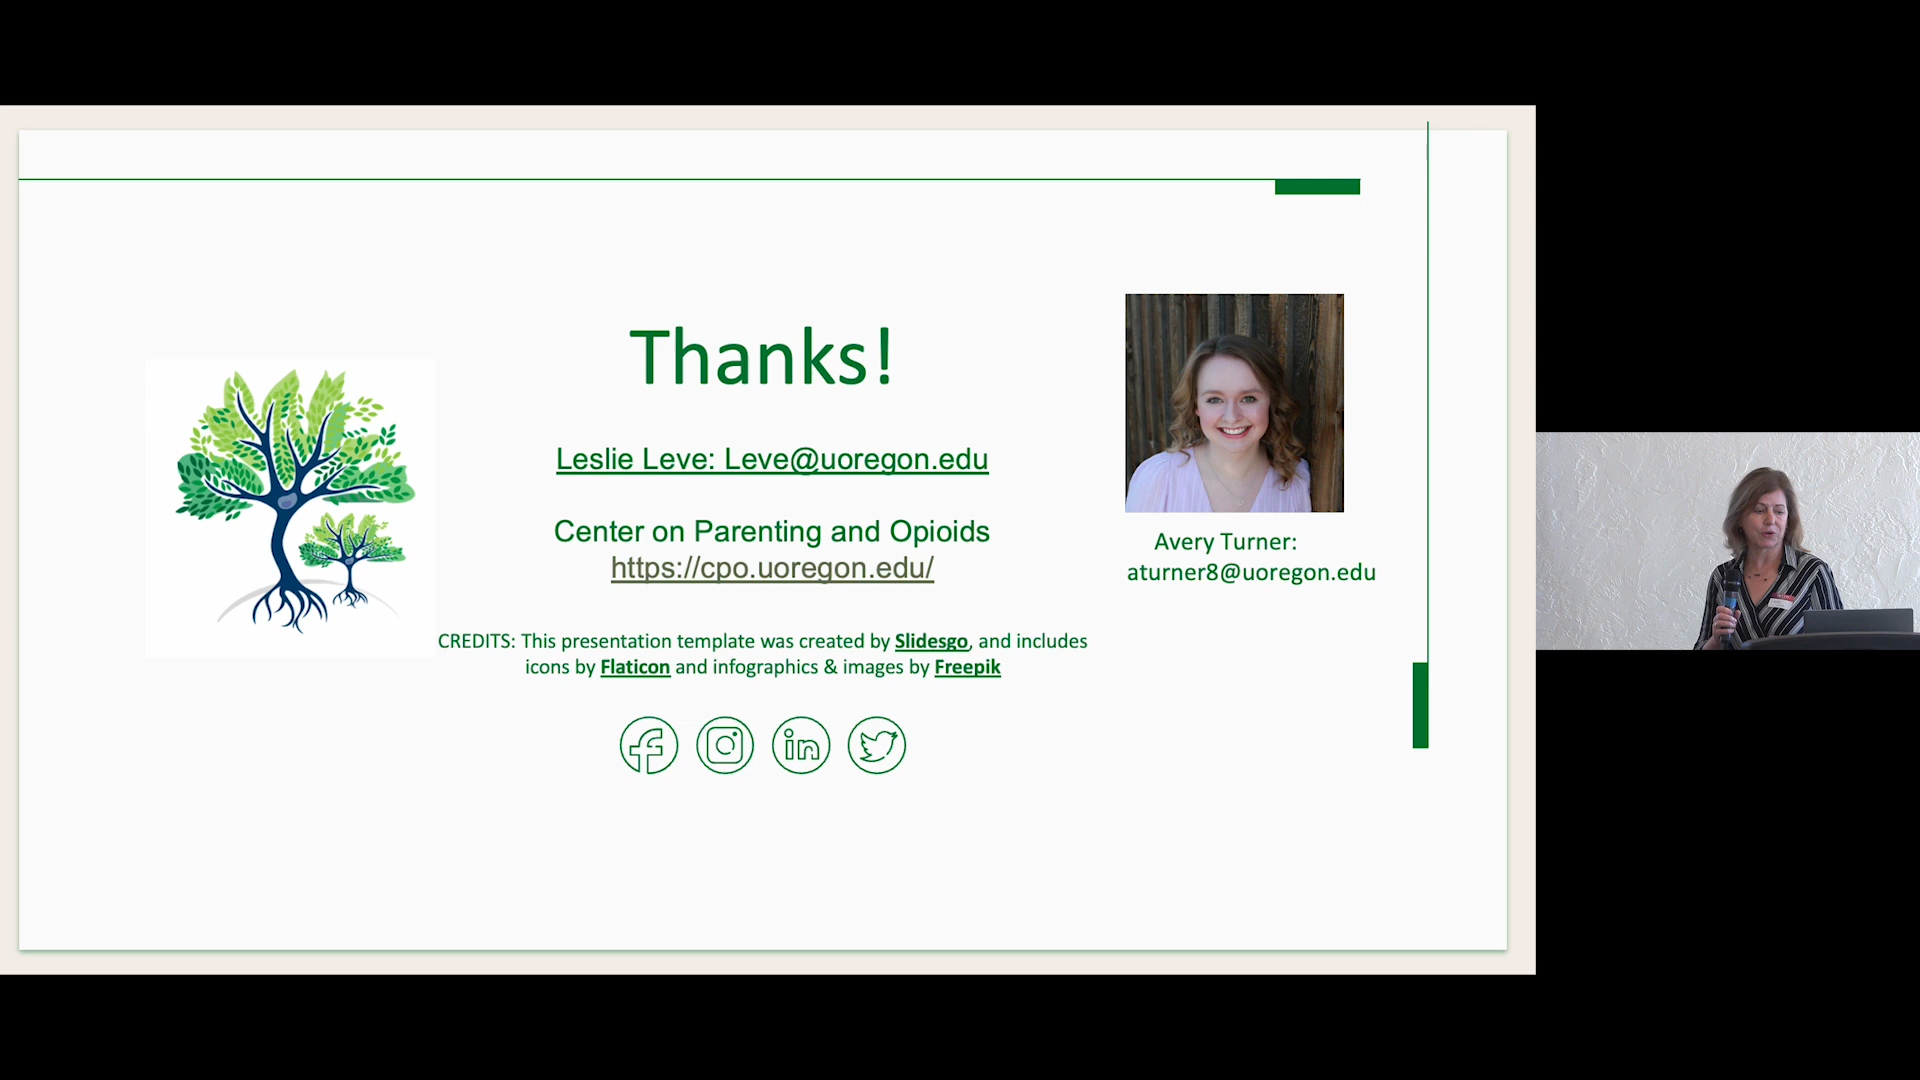 Thanks!
Leslie Leve: Leve@uoregon.edu
Center on Parenting and Opioids
https://cpo.uoregon.edu/
Avery Turner:
aturner8@uoregon.edu
CREDITS: This presentation template was created by Slidesgo, and includes
icons by Flaticon and infographics & images by Freepik